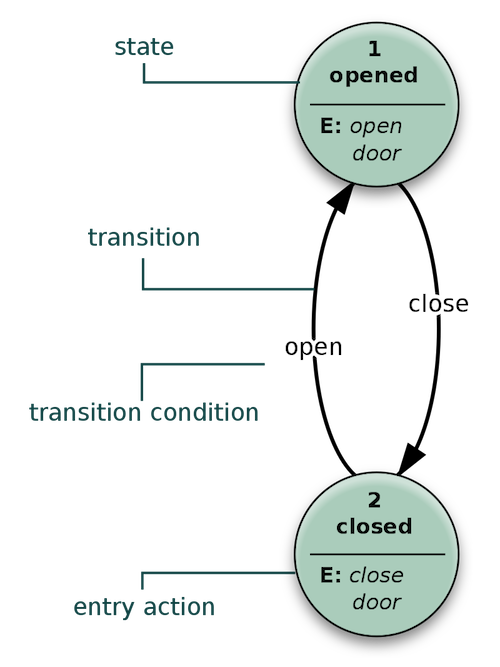 state
1
opened
E: open
door
transition
close
open
transition condition
2
closed
E: close
door
entry action